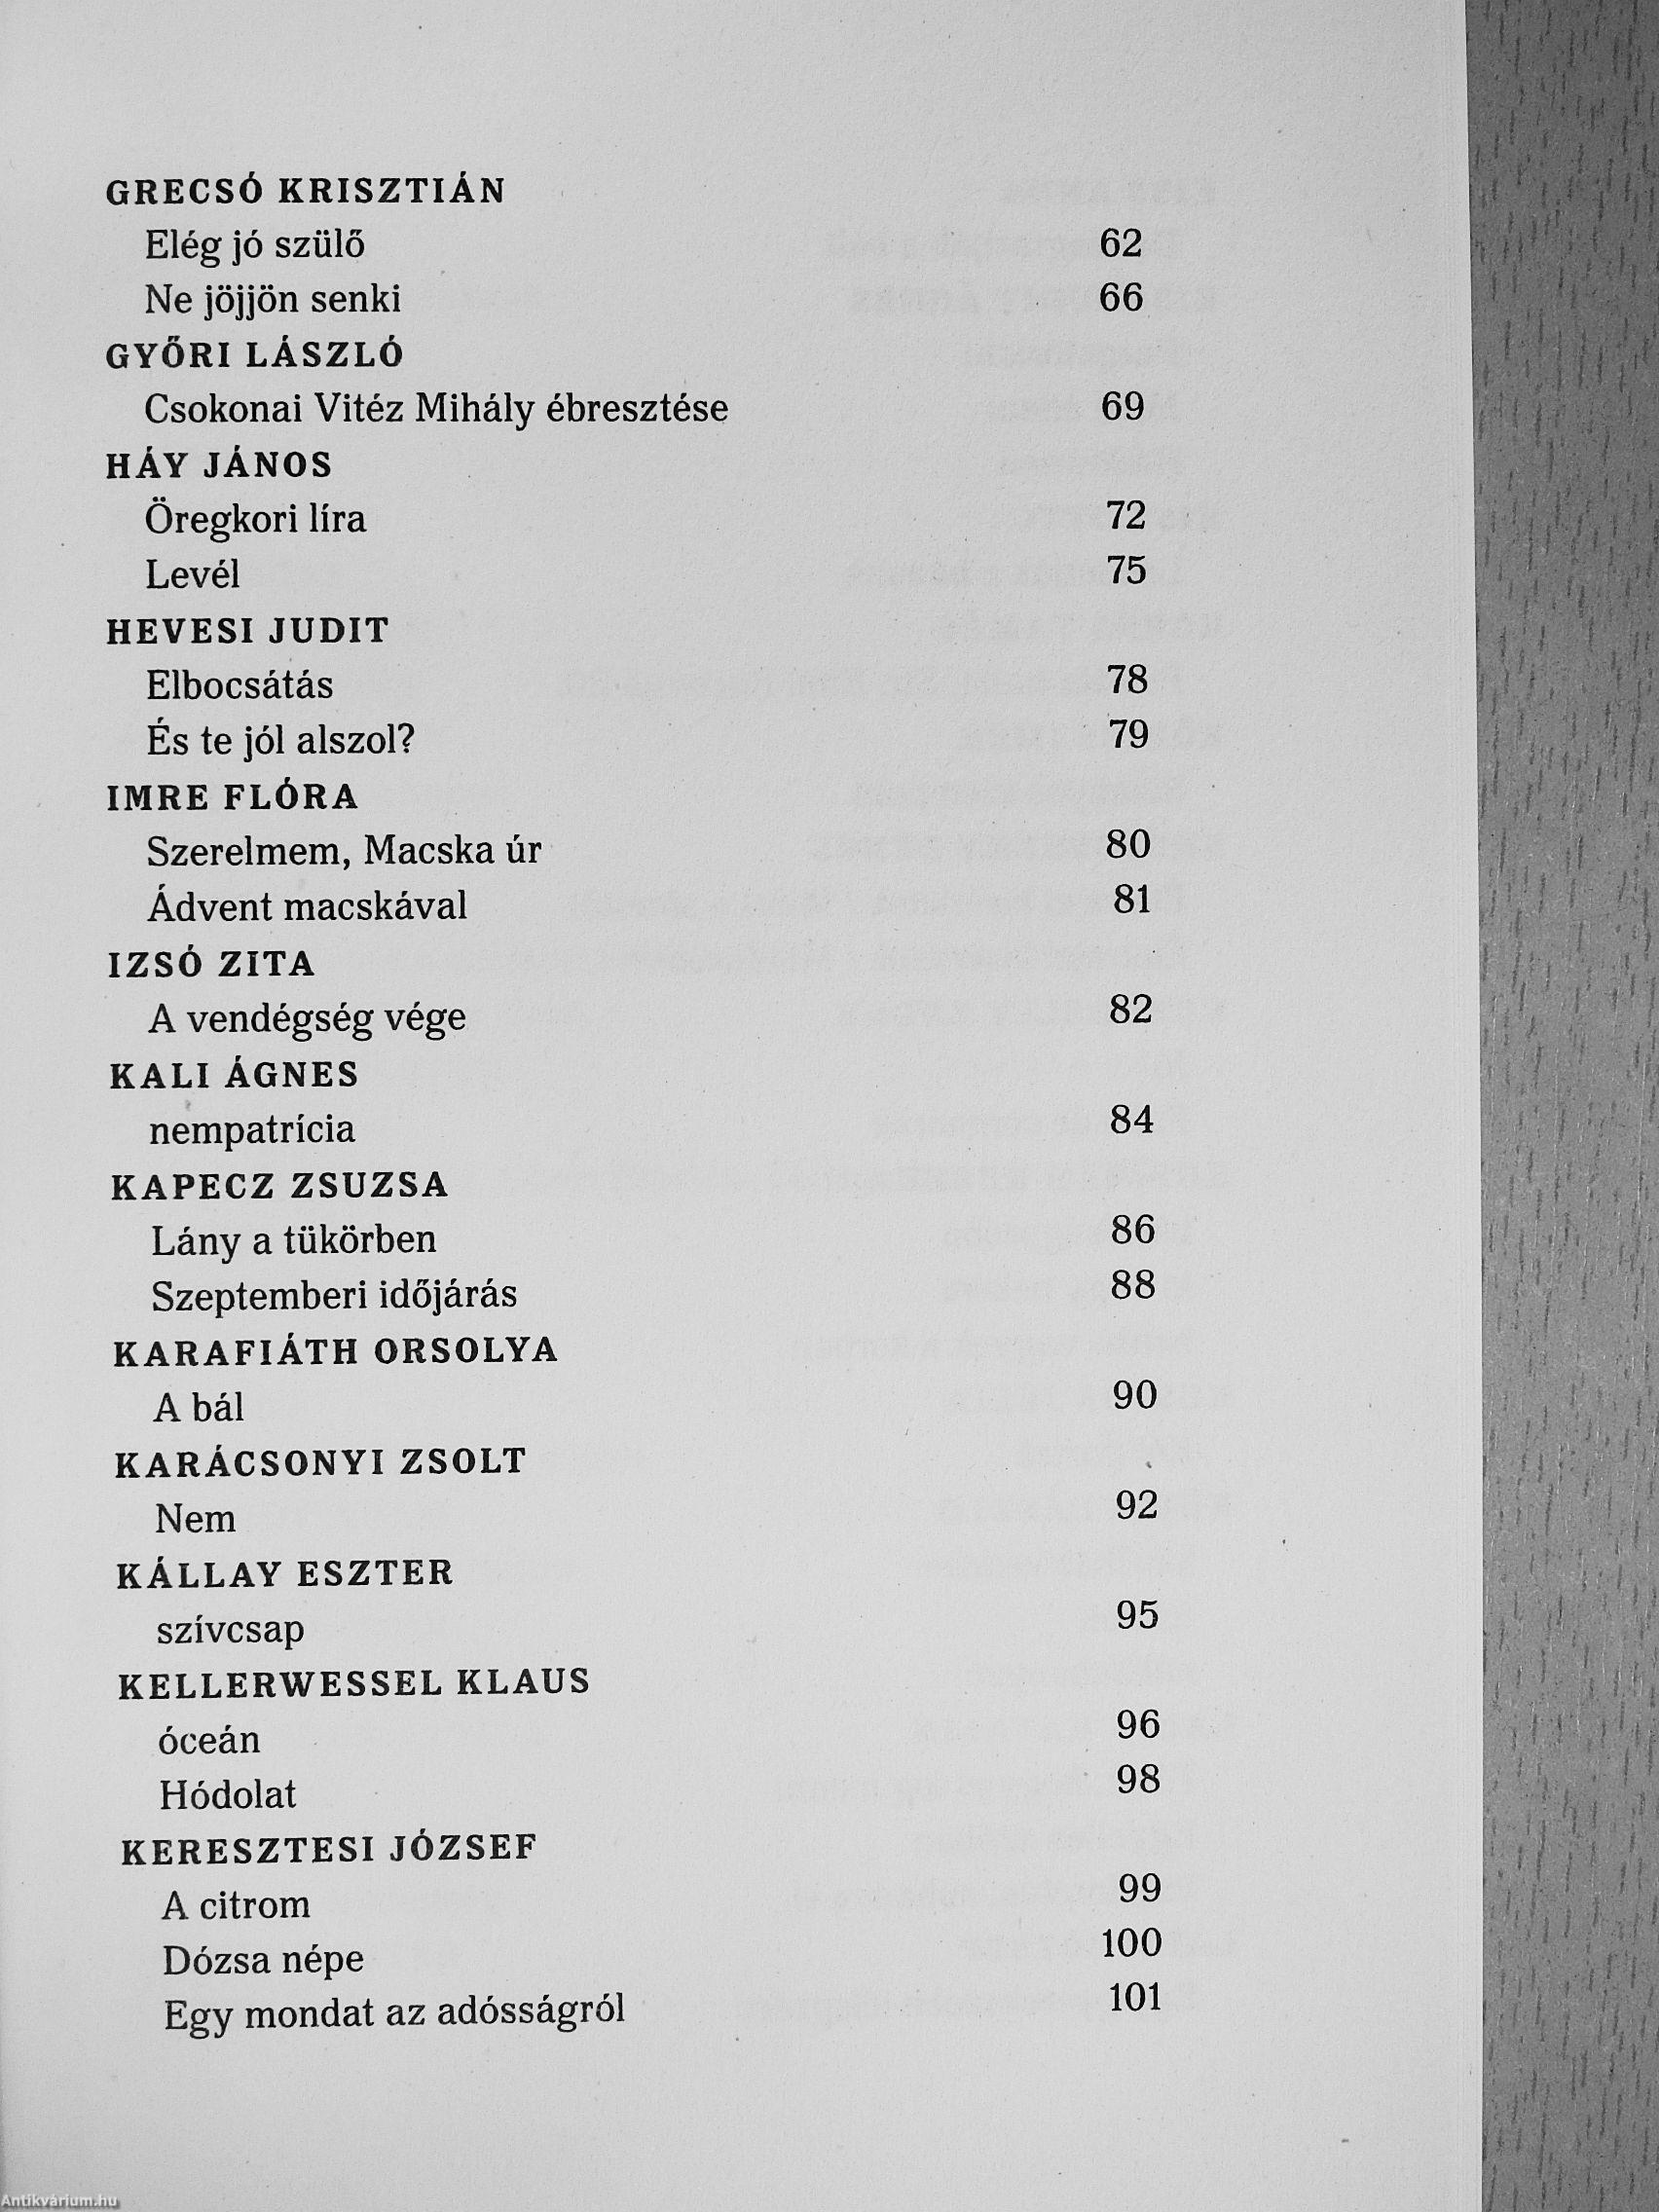 GRECSÓ KRISZTIÁN
Elég jó szülő 62
Ne jöjjön senki 66
GYŐRI LÁSZLÓ
Csokonai Vitéz Mihály ébresztése 69
HÁY JÁNOS
Öregkori líra 72
Levél 75
HEVESI JUDIT
Elbocsátás 78
És te jól alszol? 79
IMRE FLÓRA
Szerelmem, Macska úr 80
Ádvent macskával 81
IZSÓ ZITA
A vendégség vége 82
KALI ÁGNES
nempatrícia 84
KAPECZ ZSUZSA
Lány a tükörben 86
Szeptemberi időjárás 88
KARAFIÁTH ORSOLYA
A bál 90
KARÁCSONYI ZSOLT
Nem 92
KÁLLAY ESZTER
szívcsap 95
KELLERWESSEL KLAUS
óceán 96
Hódolat 98
KERESZTESI JÓZSEF
A citrom 99
Dózsa népe 100
Egy mondat az adósságról 101
Antikvárium.hu